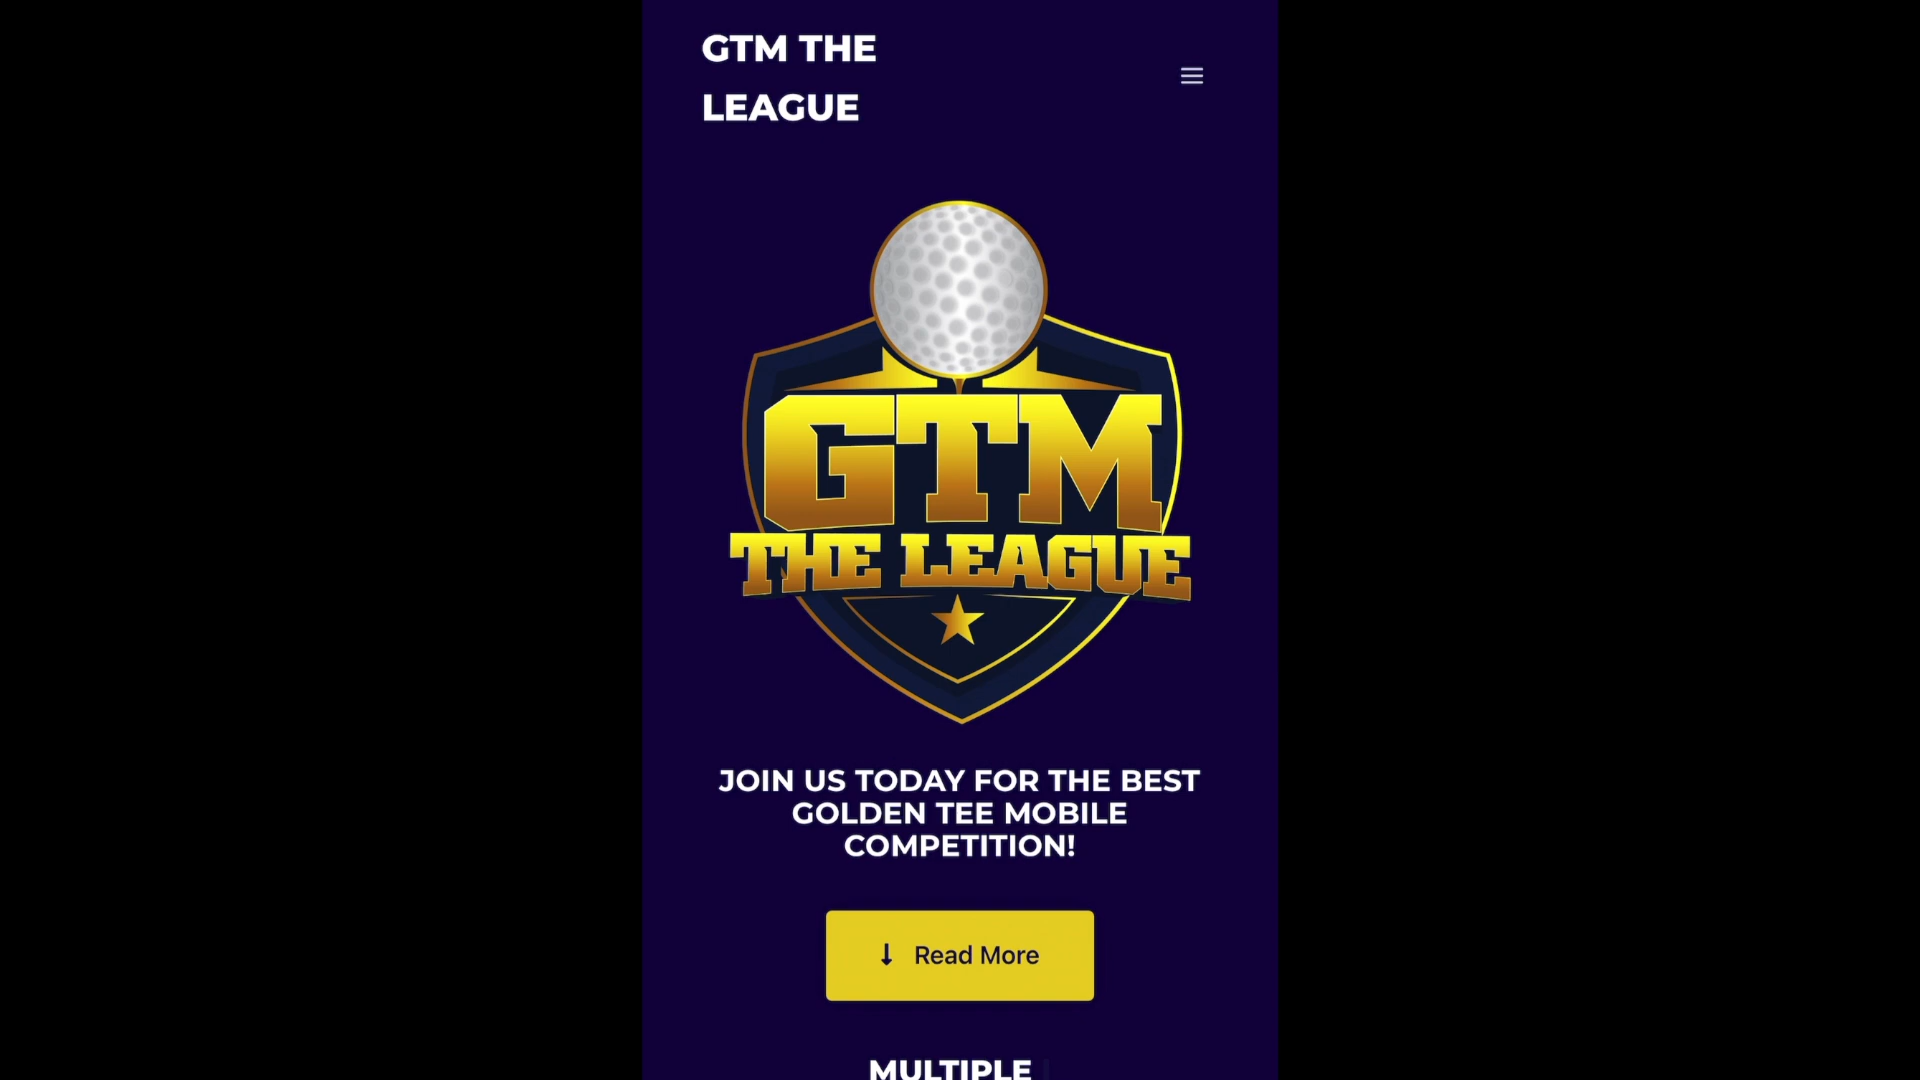 GTM THE
LEAGUE
GTM
THE LEAGUE
JOIN US TODAY FOR THE BEST
GOLDEN TEE MOBILE
COMPETITION!
Read More
MULTIPLE